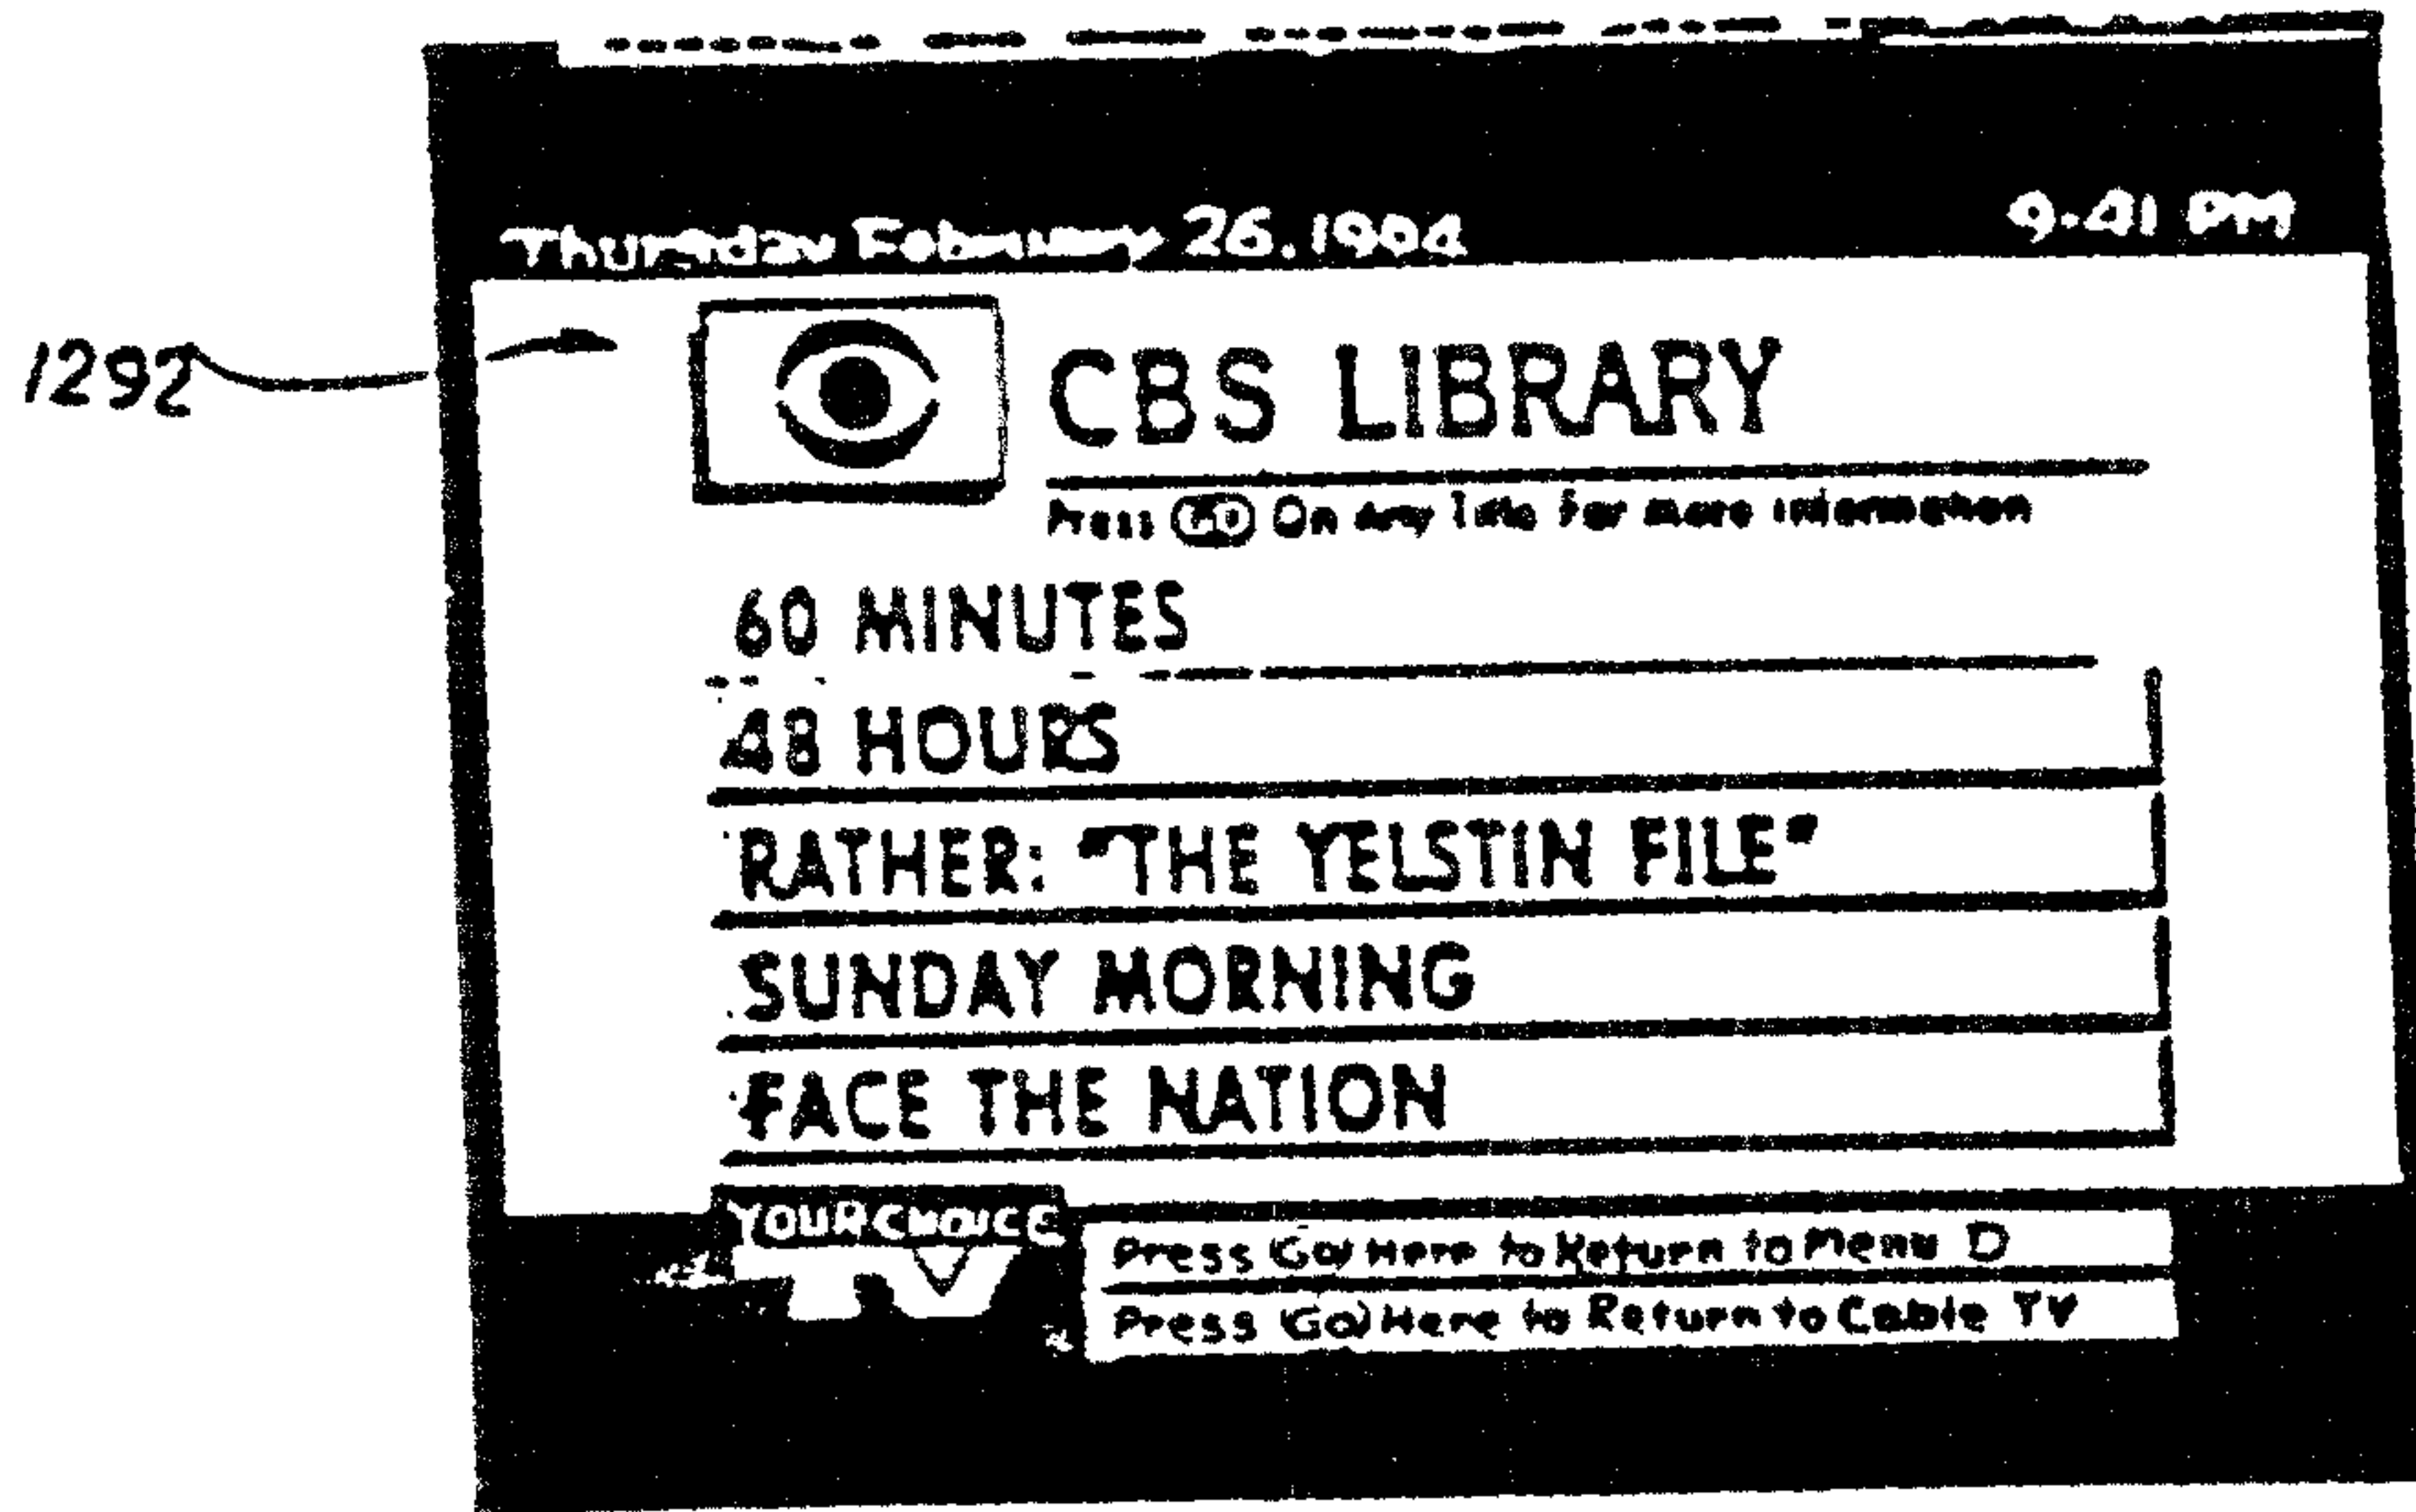 Thursday February 26.1994
9:41 PM
1292
CBS LIBRARY
Press GO On Any Line For more information
60 MINUTES
48 HOURS
RATHER: "THE YELSTIN FILE"
SUNDAY MORNING
FACE THE NATION
YOUR CHOICE
TV
Press (Go) Here to Return to Menu D
Press (Go) Here to Return to Cable TV